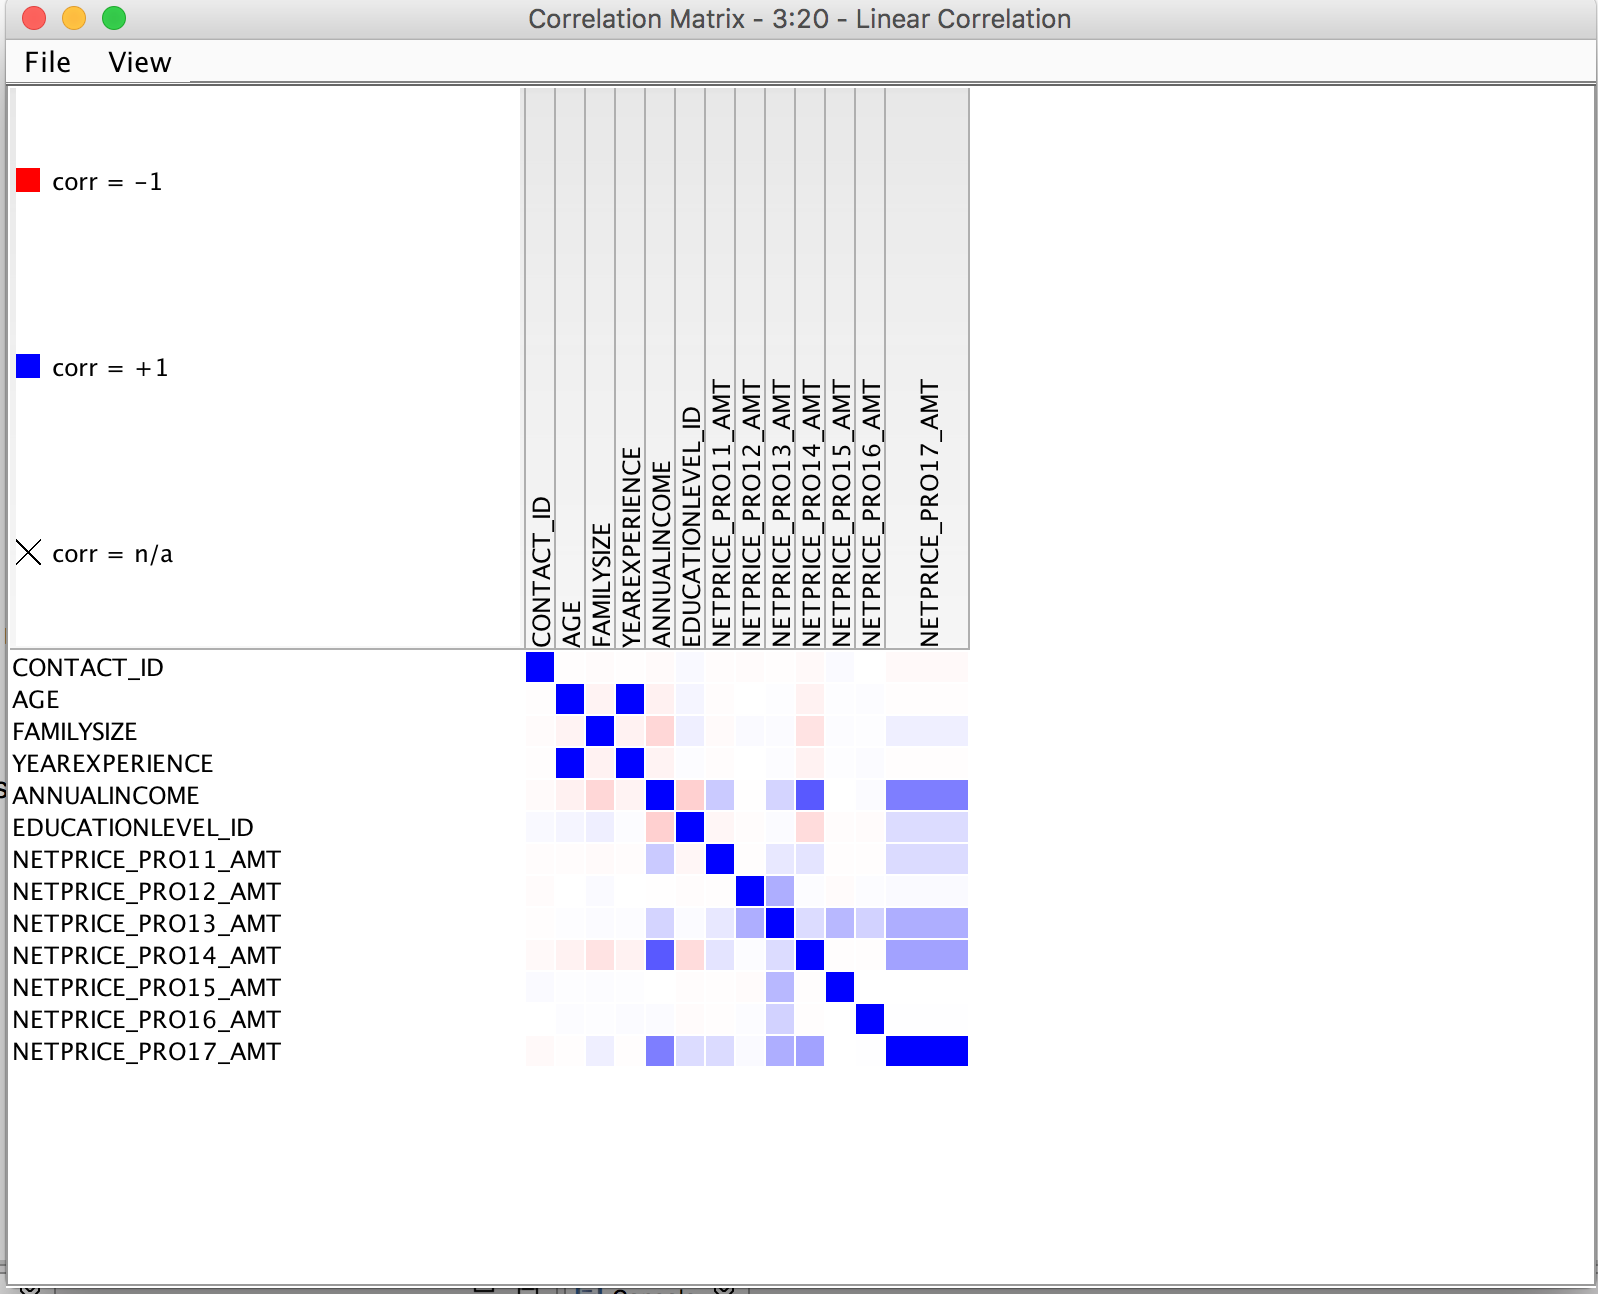 Correlation Matrix - 3:20 - Linear Correlation
File View
corr = -1
corr = +1
corr = n/a
CONTACT_ID
AGE
FAMILYSIZE
YEAREXPERIENCE
ANNUALINCOME
EDUCATIONLEVEL_ID
NETPRICE_PRO11_AMT
NETPRICE_PRO12_AMT
NETPRICE_PRO13_AMT
NETPRICE_PRO14_AMT
NETPRICE_PRO15_AMT
NETPRICE_PRO16_AMT
NETPRICE_PRO17_AMT
CONTACT_ID
AGE
FAMILYSIZE
YEAREXPERIENCE
ANNUALINCOME
EDUCATIONLEVEL_ID
NETPRICE_PRO11_AMT
NETPRICE_PRO12_AMT
NETPRICE_PRO13_AMT
NETPRICE_PRO14_AMT
NETPRICE_PRO15_AMT
NETPRICE_PRO16_AMT
NETPRICE_PRO17_AMT